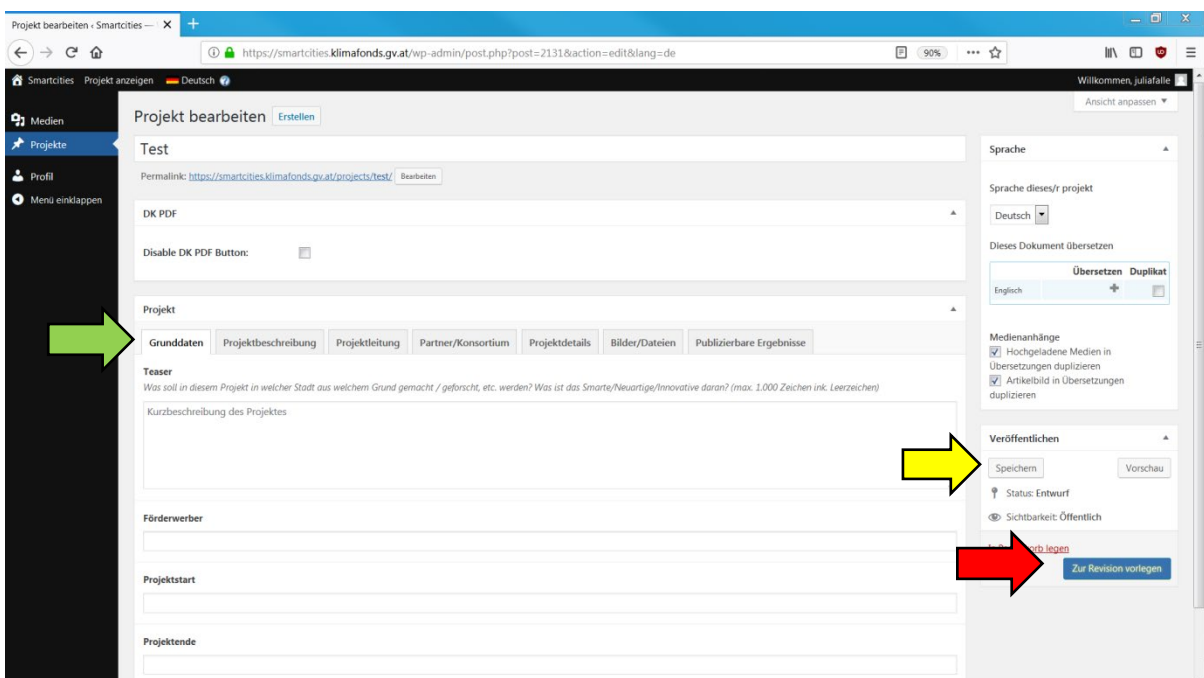 Projekt bearbeiten ‹ Smartcities —
https://smartcities.klimafonds.gv.at/wp-admin/post.php?post=2131&action=edit&lang=de
90%
Smartcities Projekt anzeigen Deutsch
Willkommen, juliafalle
Ansicht anpassen
Medien
Projekte
Profil
Menü einklappen
Projekt bearbeiten Erstellen
Test
Permalink: https://smartcities.klimafonds.gv.at/projects/test/ Bearbeiten
DK PDF
Disable DK PDF Button:
Projekt
Grunddaten Projektbeschreibung Projektleitung Partner/Konsortium Projektdetails Bilder/Dateien Publizierbare Ergebnisse
Teaser
Was soll in diesem Projekt in welcher Stadt aus welchem Grund gemacht / geforscht, etc. werden? Was ist das Smarte/Neuartige/Innovative daran? (max. 1.000 Zeichen ink. Leerzeichen)
Kurzbeschreibung des Projektes
Förderwerber
Projektstart
Projektende
Sprache
Sprache dieses/r projekt
Deutsch
Dieses Dokument übersetzen
Übersetzen Duplikat
Englisch
Medienanhänge
Hochgeladene Medien in
Übersetzungen duplizieren
Artikelbild in Übersetzungen
duplizieren
Veröffentlichen
Speichern Vorschau
Status: Entwurf
Sichtbarkeit: Öffentlich
legen
Zur Revision vorlegen